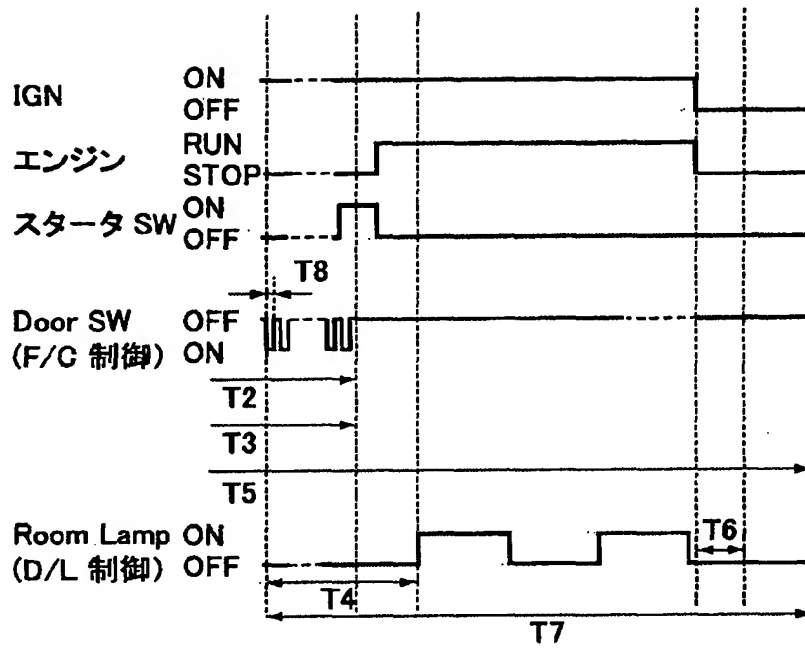 IGN ON
OFF
エンジン RUN
STOP
スタータ SW ON
OFF
T8
Door SW OFF
(F/C 制御) ON
T2
T3
T5
Room Lamp ON
(D/L 制御) OFF
T6
T4
T7